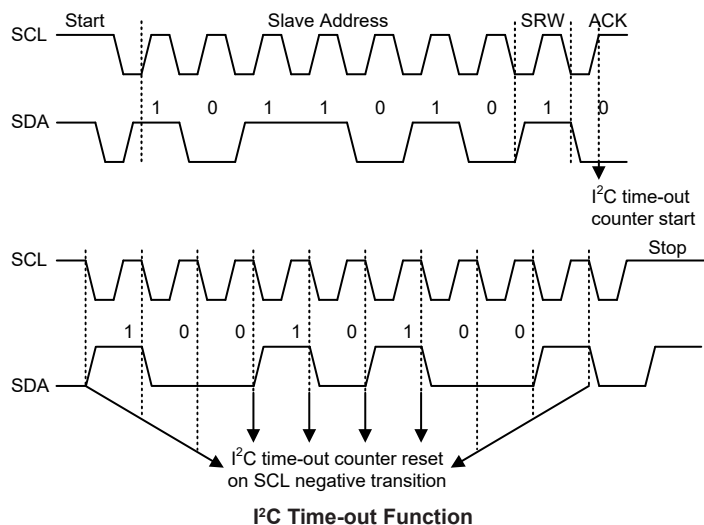 Start Slave Address SRW ACK
SCL
1 0 1 1 0 1 0 1 0
SDA
I²C time-out
counter start
Stop
SCL
1 0 0 1 0 1 0 0
SDA
I²C time-out counter reset
on SCL negative transition
I²C Time-out Function